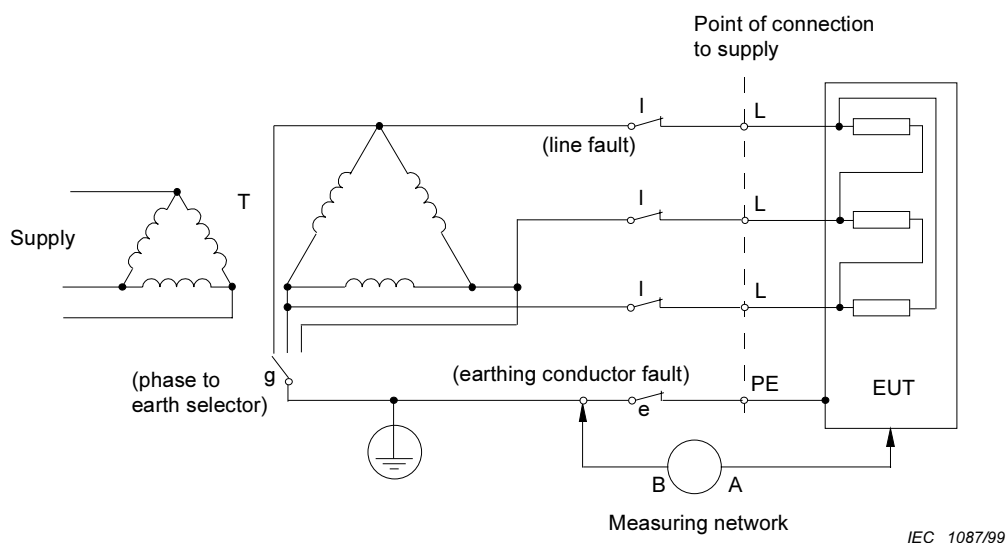 Point of connection
to supply
l
L
(line fault)
T
l
L
Supply
l
L
(phase to
earth selector)
g
(earthing conductor fault)
PE
e
EUT
B
A
Measuring network
IEC 1087/99